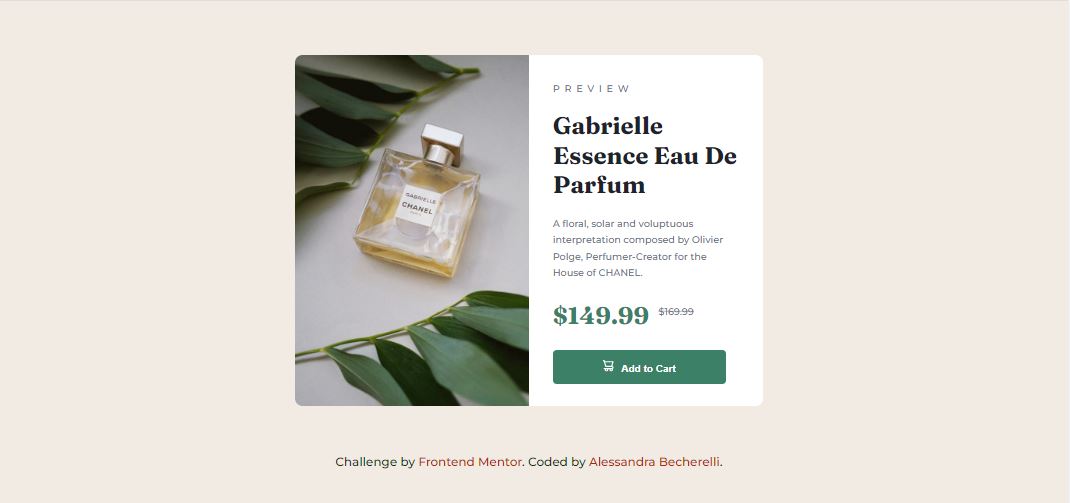 GABRIELLE
CHANEL
PARIS
PREVIEW
Gabrielle
Essence Eau De
Parfum
A floral, solar and voluptuous
interpretation composed by Olivier
Polge, Perfumer-Creator for the
House of CHANEL.
$149.99 $169.99
Add to Cart
Challenge by Frontend Mentor. Coded by Alessandra Becherelli.